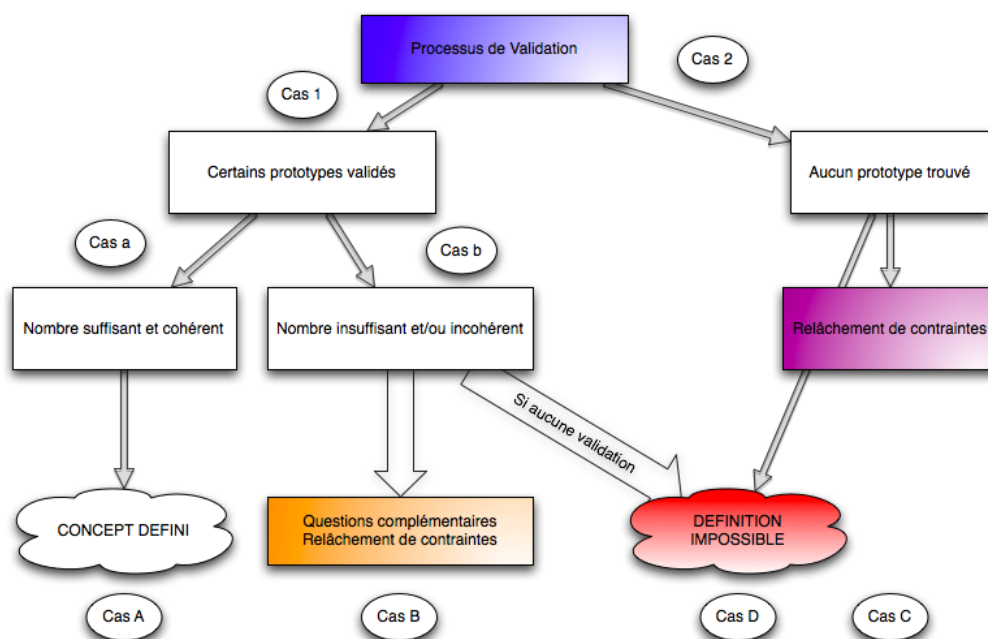 Processus de Validation
Cas 2
Cas 1
Certains prototypes validés
Aucun prototype trouvé
Cas a
Cas b
Nombre suffisant et cohérent
Nombre insuffisant et/ou incohérent
Relâchement de contraintes
Si aucune validation
CONCEPT DEFINI
Questions complémentaires
Relâchement de contraintes
DEFINITION
IMPOSSIBLE
Cas A
Cas B
Cas D
Cas C